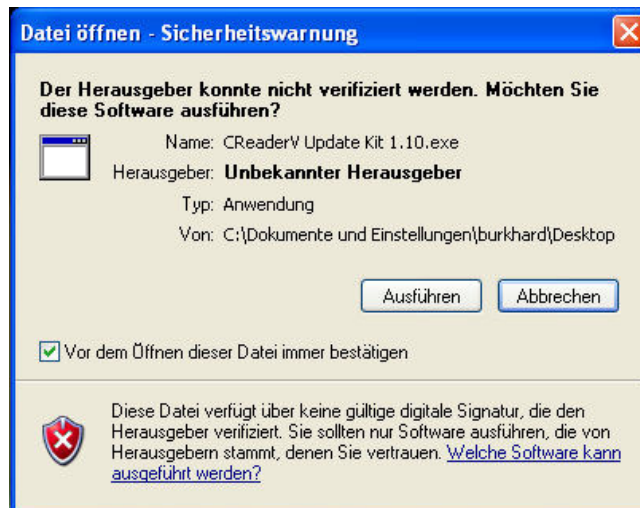 Datei öffnen - Sicherheitswarnung
Der Herausgeber konnte nicht verifiziert werden. Möchten Sie
diese Software ausführen?
Name: CReaderV Update Kit 1.10.exe
Herausgeber: Unbekannter Herausgeber
Typ: Anwendung
Von: C:\Dokumente und Einstellungen\burkhard\Desktop
Ausführen Abbrechen
Vor dem Öffnen dieser Datei immer bestätigen
Diese Datei verfügt über keine gültige digitale Signatur, die den
Herausgeber verifiziert. Sie sollten nur Software ausführen, die von
Herausgebern stammt, denen Sie vertrauen. Welche Software kann
ausgeführt werden?